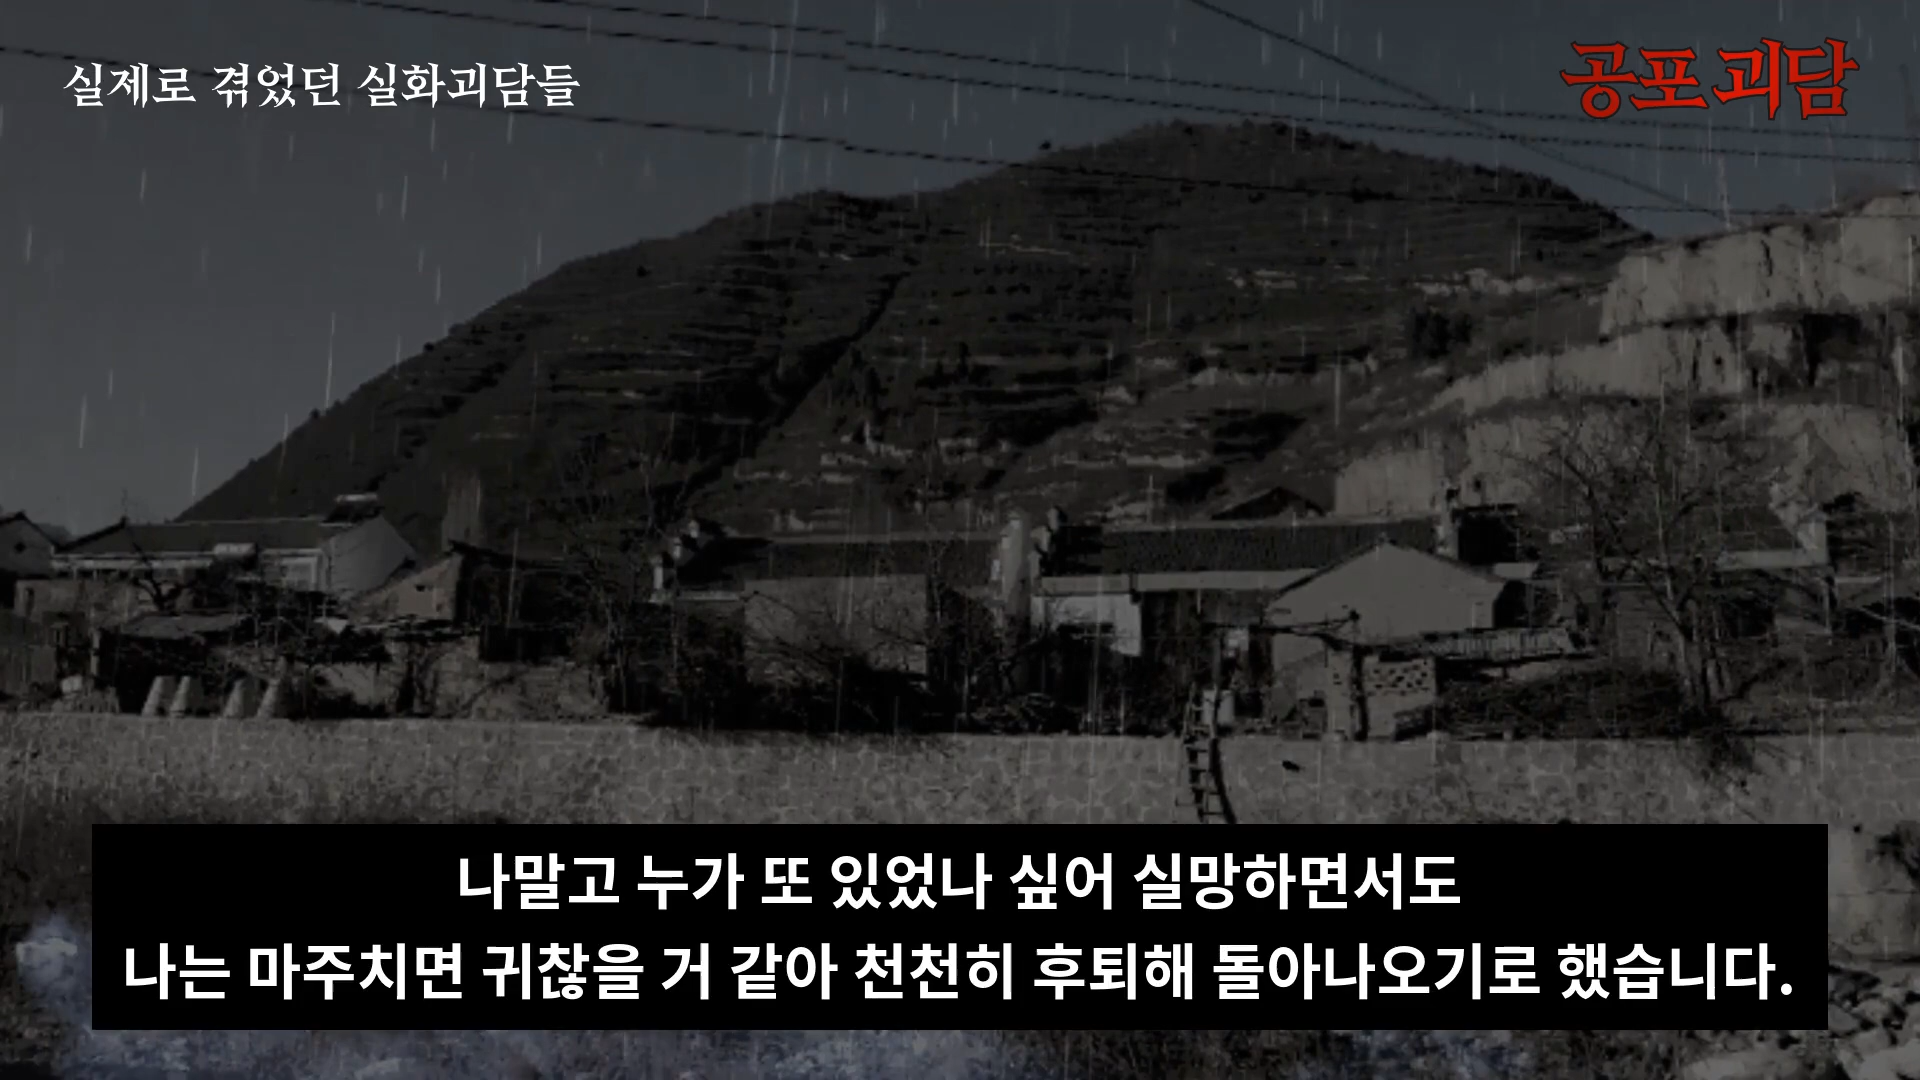 실제로 겪었던 실화괴담들
공포괴담
나말고 누가 또 있었나 싶어 실망하면서도
나는 마주치면 귀찮을 거 같아 천천히 후퇴해 돌아나오기로 했습니다.